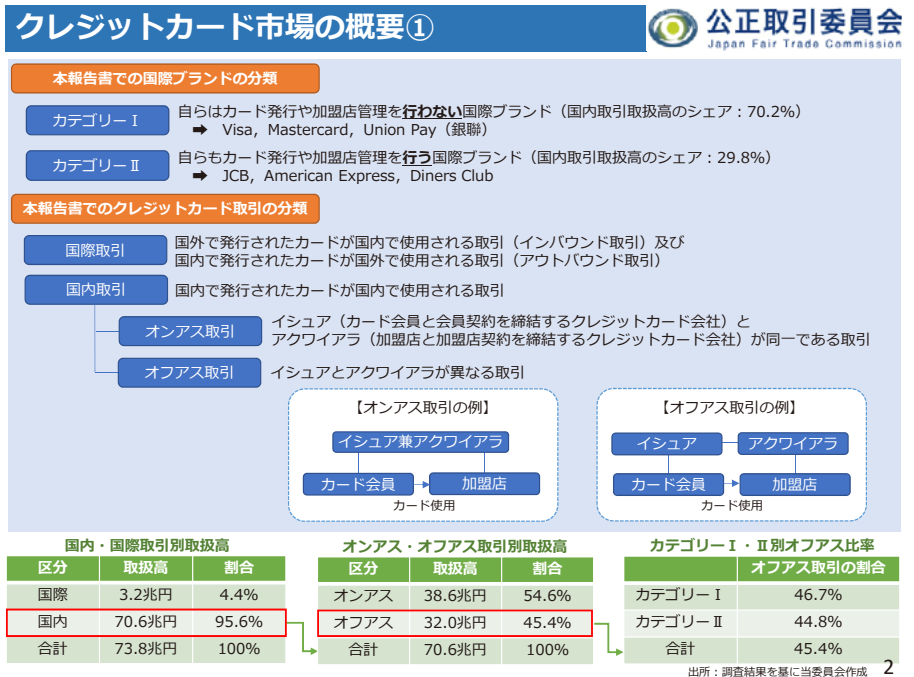 クレジットカード市場の概要①
公正取引委員会
Japan Fair Trade Commission
本報告書での国際ブランドの分類
カテゴリーⅠ
自らはカード発行や加盟店管理を行わない国際ブランド（国内取引取扱高のシェア：70.2%）
➡ Visa，Mastercard，Union Pay（銀聯）
カテゴリーⅡ
自らもカード発行や加盟店管理を行う国際ブランド（国内取引取扱高のシェア：29.8%）
➡ JCB，American Express，Diners Club
本報告書でのクレジットカード取引の分類
国際取引
国外で発行されたカードが国内で使用される取引（インバウンド取引）及び
国内で発行されたカードが国外で使用される取引（アウトバウンド取引）
国内取引
国内で発行されたカードが国内で使用される取引
オンアス取引
イシュア（カード会員と会員契約を締結するクレジットカード会社）と
アクワイアラ（加盟店と加盟店契約を締結するクレジットカード会社）が同一である取引
オフアス取引
イシュアとアクワイアラが異なる取引
【オンアス取引の例】
イシュア兼アクワイアラ
カード会員 加盟店
カード使用
【オフアス取引の例】
イシュア アクワイアラ
カード会員 加盟店
カード使用
国内・国際取引別取扱高
区分 取扱高 割合
国際 3.2兆円 4.4%
国内 70.6兆円 95.6%
合計 73.8兆円 100%
オンアス・オフアス取引別取扱高
区分 取扱高 割合
オンアス 38.6兆円 54.6%
オフアス 32.0兆円 45.4%
合計 70.6兆円 100%
カテゴリーⅠ・Ⅱ別オフアス比率
オフアス取引の割合
カテゴリーⅠ 46.7%
カテゴリーⅡ 44.8%
合計 45.4%
出所：調査結果を基に当委員会作成
2